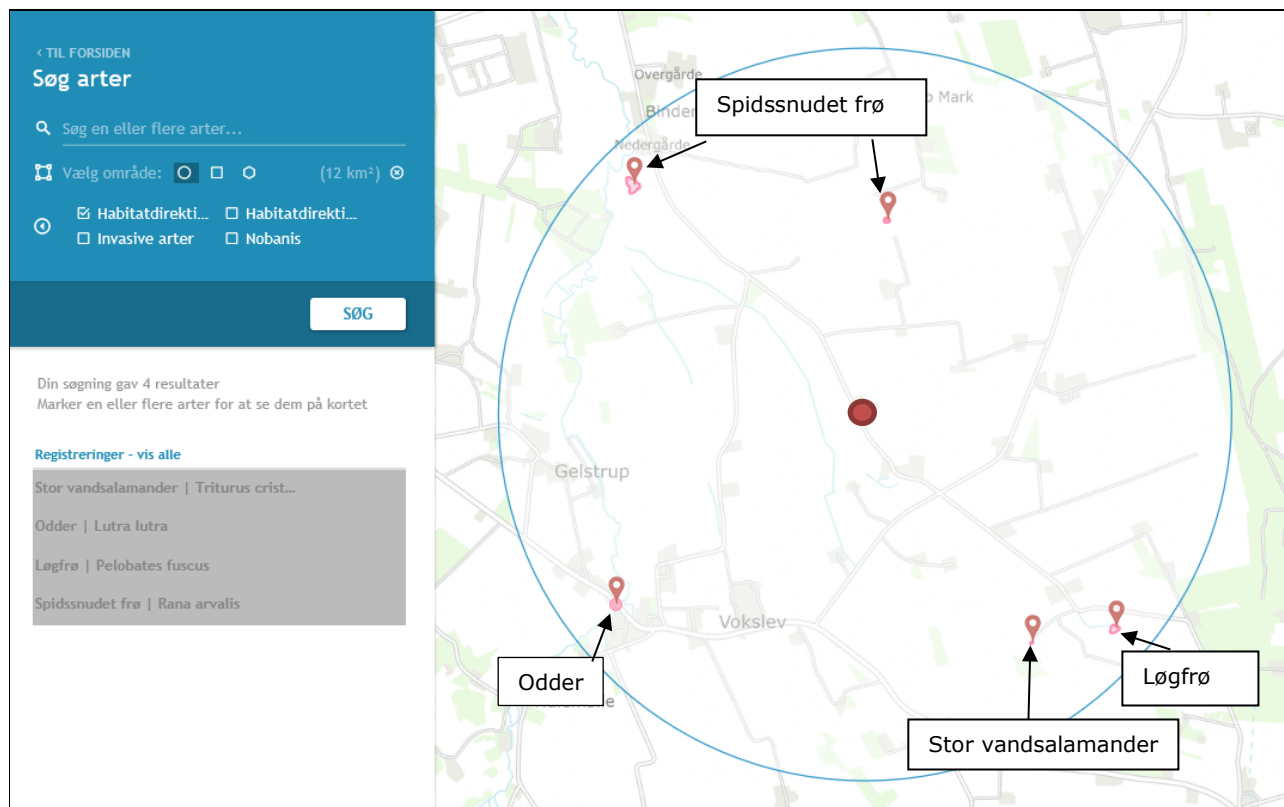 ‹ TIL FORSIDEN
Søg arter
Søg en eller flere arter...
Vælg område:
(12 km²)
Habitatdirekti...
Habitatdirekti...
Invasive arter
Nobanis
SØG
Din søgning gav 4 resultater
Marker en eller flere arter for at se dem på kortet
Registreringer - vis alle
Stor vandsalamander | Triturus crist...
Odder | Lutra lutra
Løgfrø | Pelobates fuscus
Spidssnudet frø | Rana arvalis
Overgårde
Binder
Mark
Nedergårde
Spidssnudet frø
Gelstrup
Vokslev
Odder
Løgfrø
Stor vandsalamander